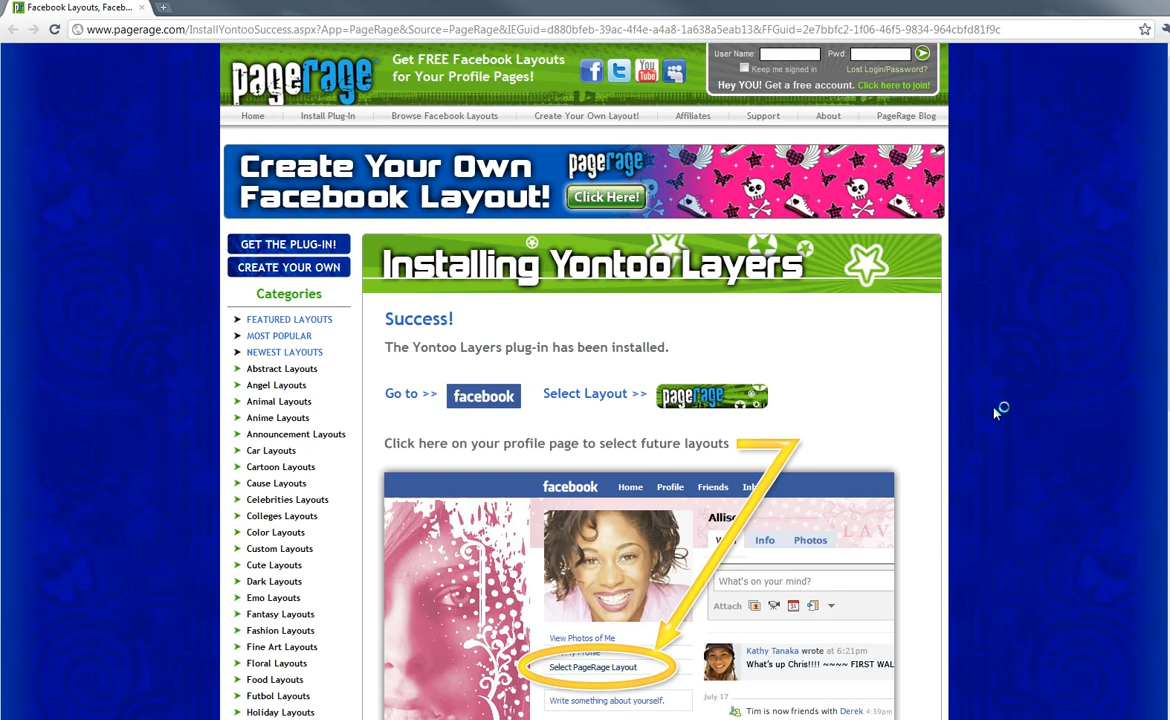 Facebook Layouts, Faceb...
www.pagerage.com/InstallYontooSuccess.aspx?App=PageRage&Source=PageRage&IEGuid=d880bfeb-39ac-4f4e-a4a8-1a638a5eab13&FFGuid=2e7bbfc2-1f06-46f5-9834-964cbfd81f9c
pagerage
Get FREE Facebook Layouts
for Your Profile Pages!
You Tube
User Name:
Pwd:
Keep me signed in
Lost Login/Password?
Hey YOU! Get a free account. Click here to join!
Home
Install Plug-In
Browse Facebook Layouts
Create Your Own Layout!
Affiliates
Support
About
PageRage Blog
Create Your Own
Facebook Layout!
pagerage
Click Here!
GET THE PLUG-IN!
CREATE YOUR OWN
Categories
FEATURED LAYOUTS
MOST POPULAR
NEWEST LAYOUTS
Abstract Layouts
Angel Layouts
Animal Layouts
Anime Layouts
Announcement Layouts
Car Layouts
Cartoon Layouts
Cause Layouts
Celebrities Layouts
Colleges Layouts
Color Layouts
Custom Layouts
Cute Layouts
Dark Layouts
Emo Layouts
Fantasy Layouts
Fashion Layouts
Fine Art Layouts
Floral Layouts
Food Layouts
Futbol Layouts
Holiday Layouts
Installing Yontoo Layers
Success!
The Yontoo Layers plug-in has been installed.
Go to >> facebook
Select Layout >> pagerage
Click here on your profile page to select future layouts
facebook
Home
Profile
Friends
Info
Photos
What's on your mind?
Attach
View Photos of Me
Select PageRage Layout
Write something about yourself.
Kathy Tanaka wrote at 6:21pm
What's up Chris!!!! ~~~~ FIRST WAL
July 17
Tim is now friends with Derek 4:39pm